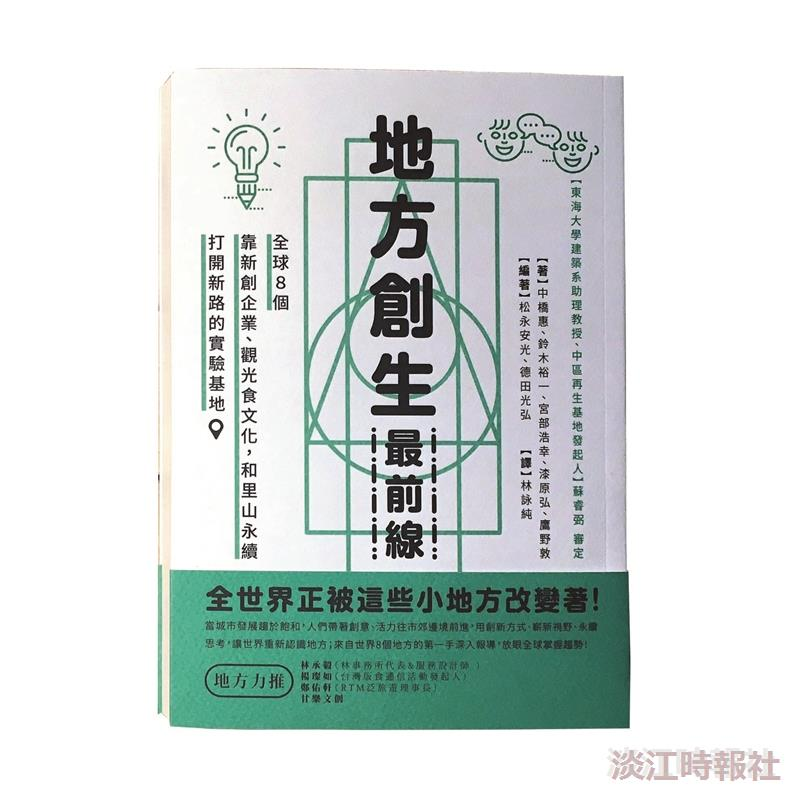 地方創生
最前線
【東海大學建築系助理教授、中區再生基地發起人】蘇睿弼 審定
【著】中橋惠、鈴木裕一、宮部浩幸、漆原弘、鷹野敦
【編著】松永安光、德田光弘 【譯】林詠純
全球8個
靠新創企業、觀光食文化,和里山永續
打開新路的實驗基地
全世界正被這些小地方改變著!
當城市發展趨於飽和,人們帶著創意、活力往市郊邊境前進,用創新方式、嶄新視野、永續
思考,讓世界重新認識地方;來自世界8個地方的第一手深入報導,放眼全球掌握趨勢!
地方力推
林承毅(林事務所代表&服務設計師)
楊璨如(台灣版食通信活動發起人)
鄭佑軒(RTM泛旅遊理事長)
甘樂文創
淡江時報社